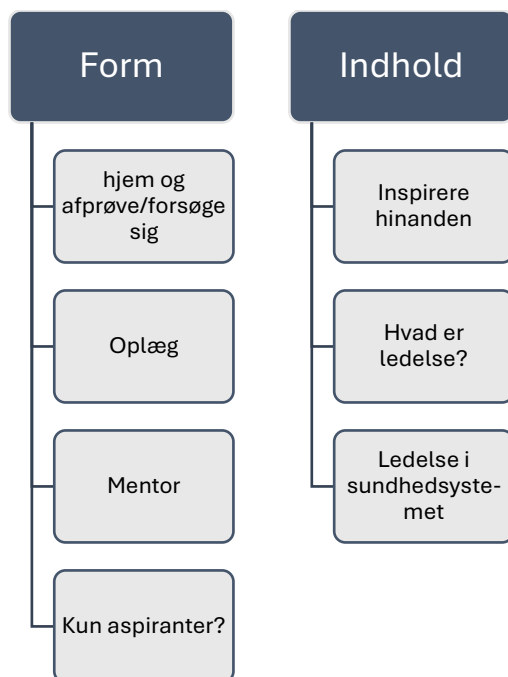 Form
hjem og
afprøve/forsøge
sig
Oplæg
Mentor
Kun aspiranter?
Indhold
Inspirere
hinanden
Hvad er
ledelse?
Ledelse i
sundhedsyste-
met